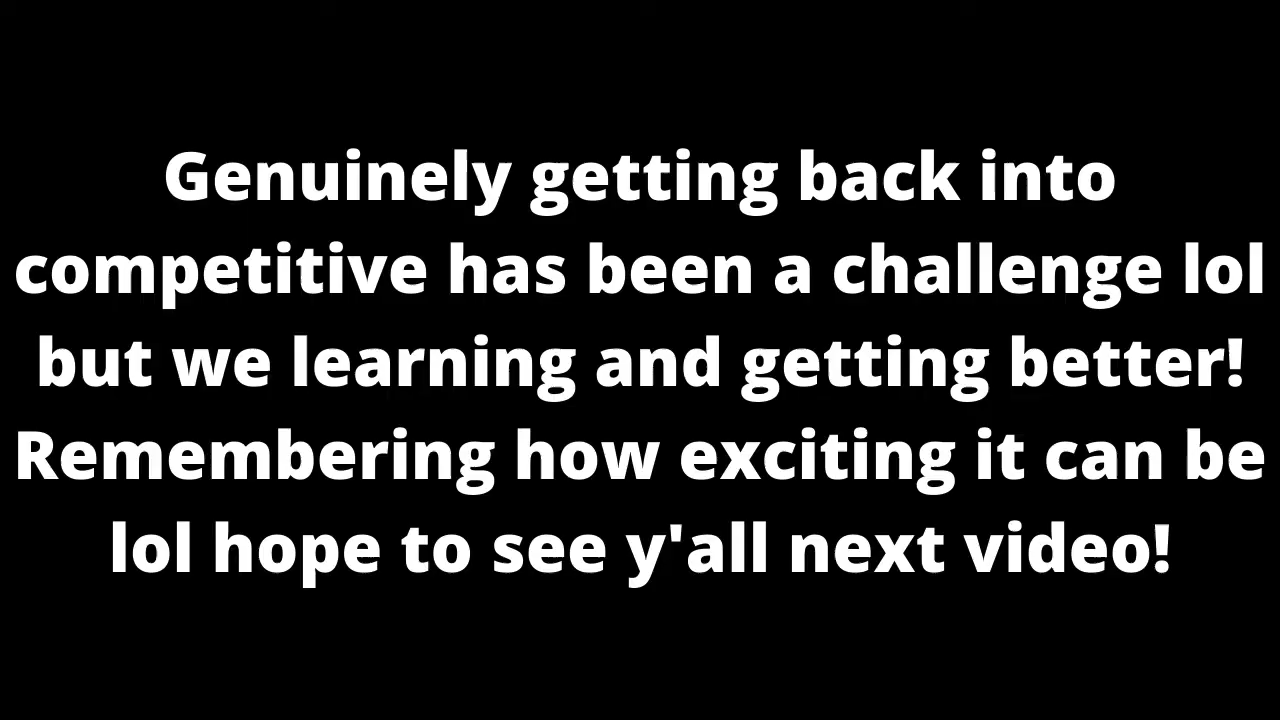 Genuinely getting back into
competitive has been a challenge lol
but we learning and getting better!
Remembering how exciting it can be
lol hope to see y'all next video!